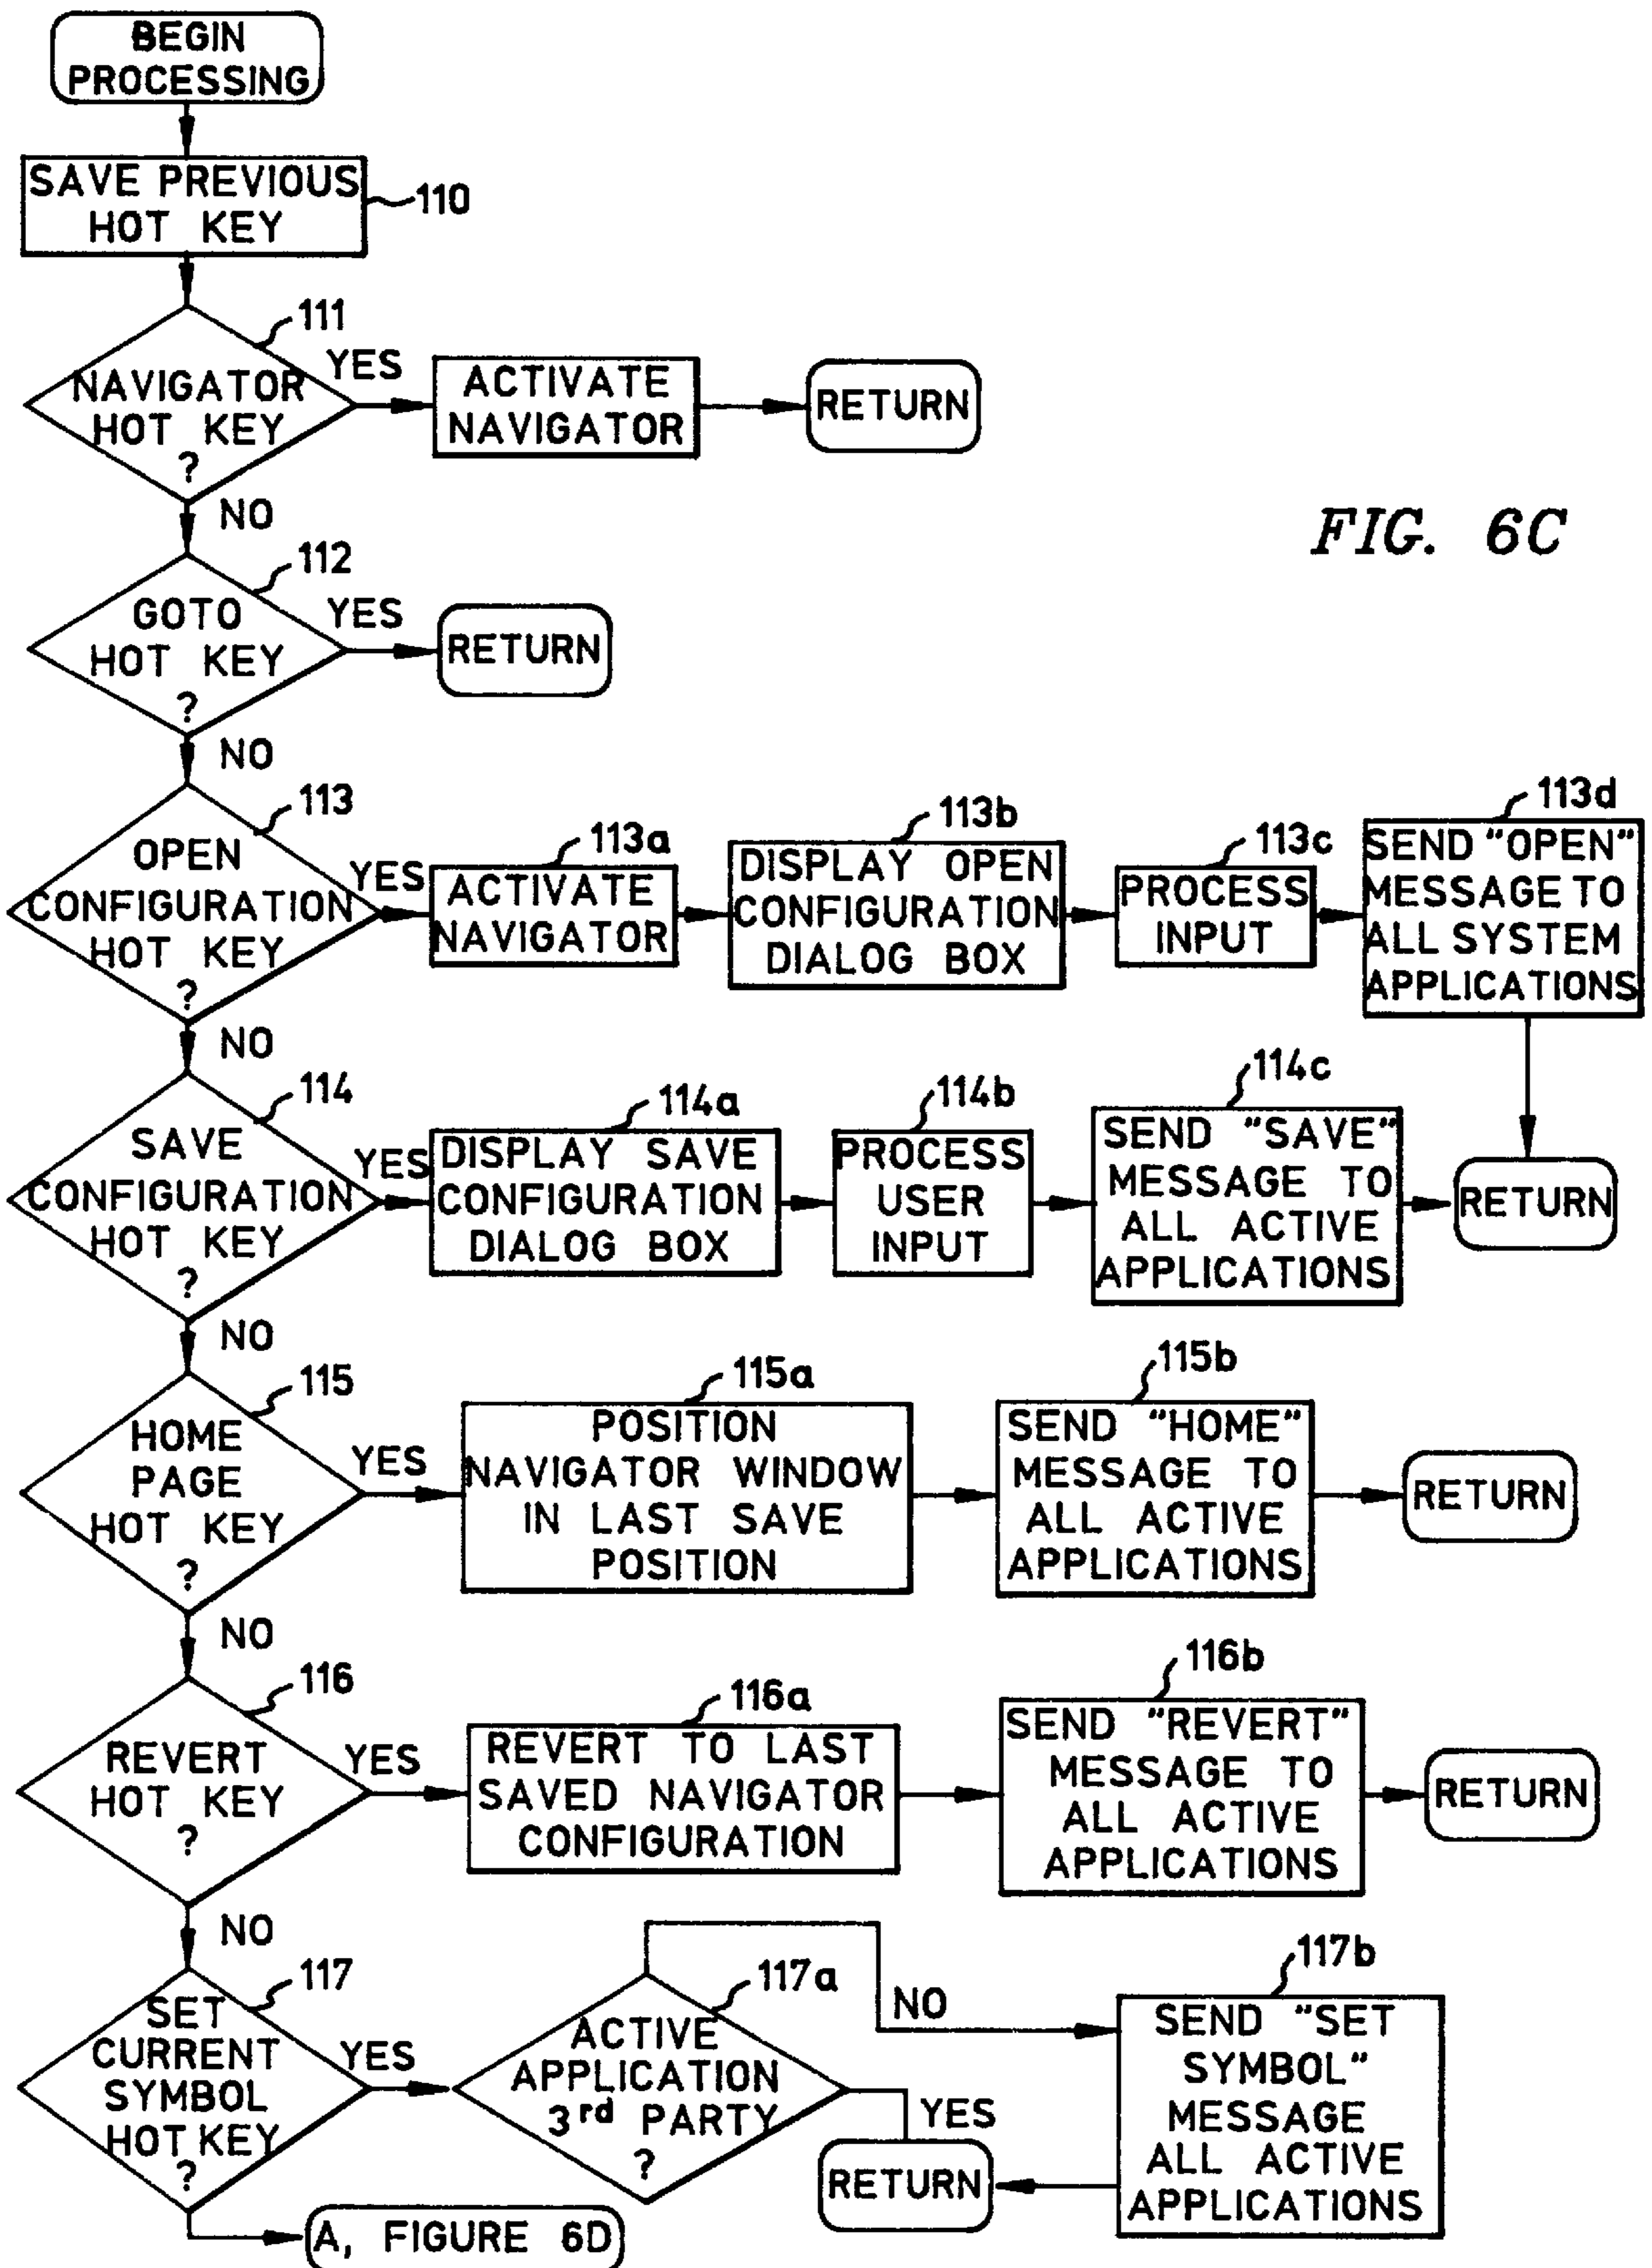 BEGIN
PROCESSING
SAVE PREVIOUS
HOT KEY
110
111
NAVIGATOR
HOT KEY
?
YES
ACTIVATE
NAVIGATOR
RETURN
NO
FIG. 6C
112
GOTO
HOT KEY
?
YES
RETURN
NO
113
OPEN
CONFIGURATION
HOT KEY
?
YES
113a
ACTIVATE
NAVIGATOR
113b
DISPLAY OPEN
CONFIGURATION
DIALOG BOX
113c
PROCESS
INPUT
113d
SEND "OPEN"
MESSAGE TO
ALL SYSTEM
APPLICATIONS
NO
114
SAVE
CONFIGURATION
HOT KEY
?
YES
114a
DISPLAY SAVE
CONFIGURATION
DIALOG BOX
114b
PROCESS
USER
INPUT
114c
SEND "SAVE"
MESSAGE TO
ALL ACTIVE
APPLICATIONS
RETURN
NO
115
HOME
PAGE
HOT KEY
?
YES
115a
POSITION
NAVIGATOR WINDOW
IN LAST SAVE
POSITION
115b
SEND "HOME"
MESSAGE TO
ALL ACTIVE
APPLICATIONS
RETURN
NO
116
REVERT
HOT KEY
?
YES
116a
REVERT TO LAST
SAVED NAVIGATOR
CONFIGURATION
116b
SEND "REVERT"
MESSAGE TO
ALL ACTIVE
APPLICATIONS
RETURN
NO
117
SET
CURRENT
SYMBOL
HOT KEY
?
YES
117a
ACTIVE
APPLICATION
3rd PARTY
?
NO
YES
RETURN
117b
SEND "SET
SYMBOL"
MESSAGE
ALL ACTIVE
APPLICATIONS
A, FIGURE 6D